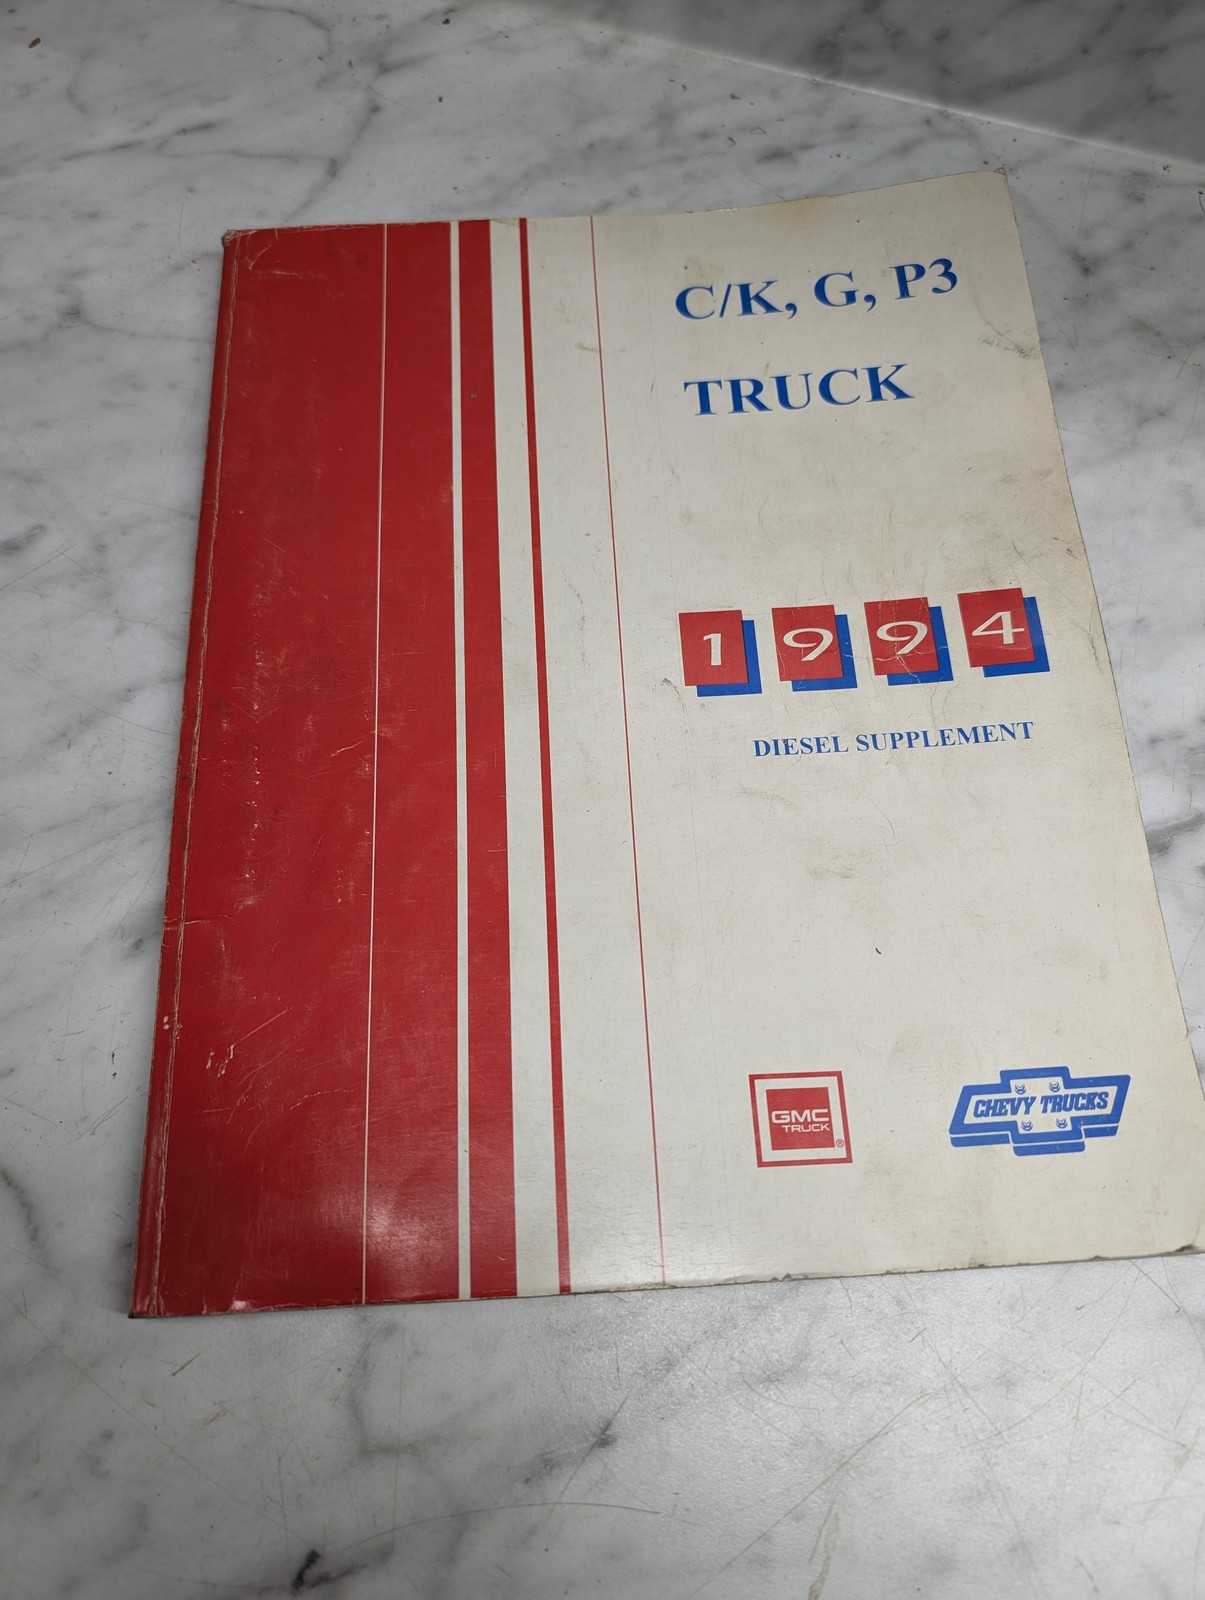 C/K, G, P3
TRUCK
1994
DIESEL SUPPLEMENT
GMC
TRUCK
®
CHEVY TRUCKS